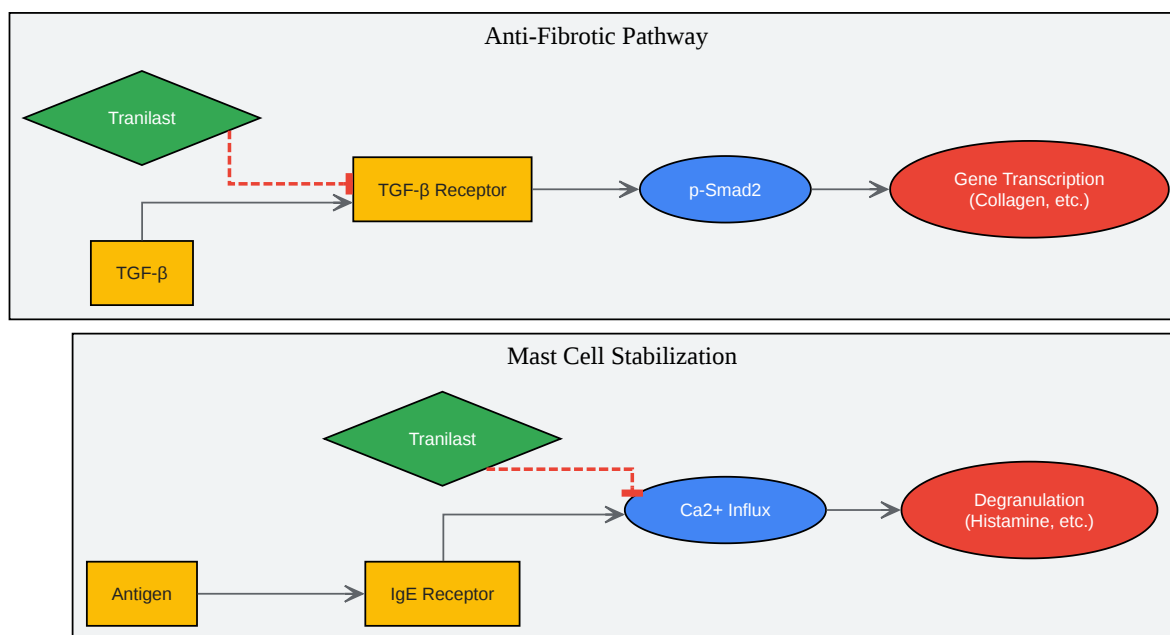 Anti-Fibrotic Pathway
Tranilast
TGF-β Receptor
p-Smad2
Gene Transcription
(Collagen, etc.)
TGF-β
Mast Cell Stabilization
Tranilast
Ca2+ Influx
Degranulation
(Histamine, etc.)
Antigen
IgE Receptor